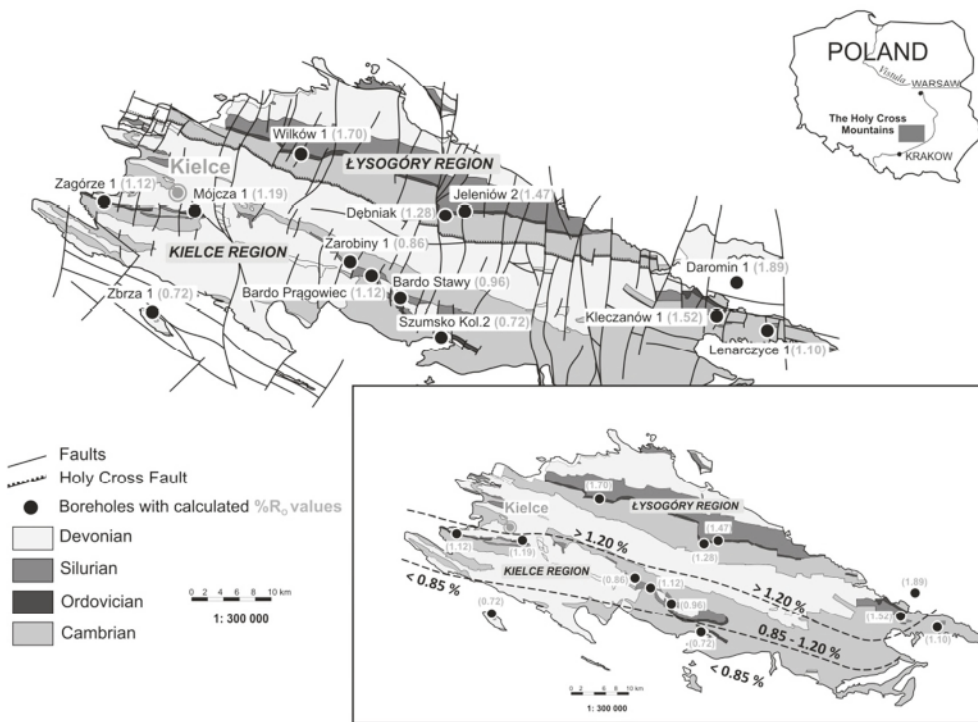 POLAND
Vistula
WARSAW
The Holy Cross
Mountains
KRAKOW
Wilków 1 (1.70)
ŁYSOGÓRY REGION
Kielce
Zagórze 1 (1.12)
Mójcza 1 (1.19)
Jeleniów 2 (1.47)
Dębniak (1.28)
KIELCE REGION
Zarobiny 1 (0.86)
Daromin 1 (1.89)
Bardo Stawy (0.96)
Zbrza 1 (0.72)
Bardo Prągowiec (1.12)
Kleczanów 1 (1.52)
Szumsko Kol.2 (0.72)
Lenarczyce 1 (1.10)
Faults
Holy Cross Fault
Boreholes with calculated %Ro values
Devonian
Silurian
Ordovician
Cambrian
0 2 4 6 8 10 km
1: 300 000
(1.70)
ŁYSOGÓRY REGION
Kielce
(1.47)
(1.12)
(1.19)
> 1.20 %
(1.28)
KIELCE REGION
(0.86)
(1.12)
> 1.20 %
(1.89)
< 0.85 %
(0.96)
(1.52)
(0.72)
0.85 - 1.20 %
(1.10)
(0.72)
< 0.85 %
0 2 4 6 8 10 km
1: 300 000